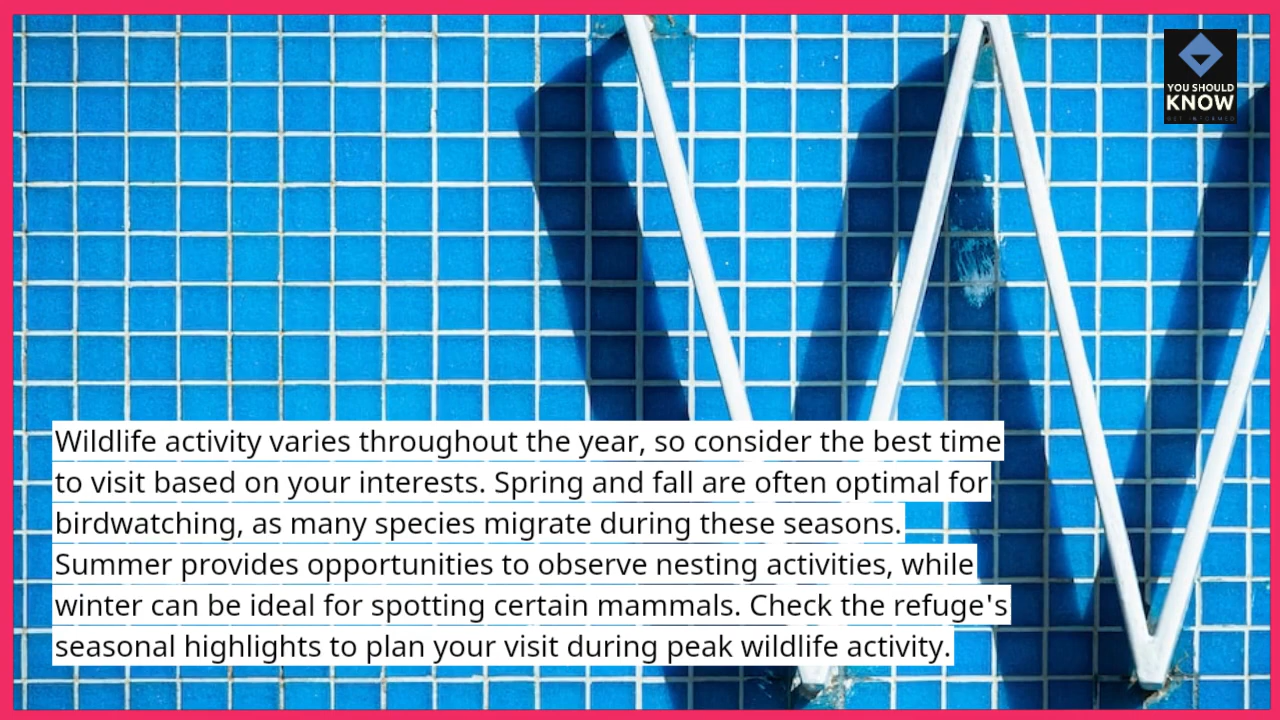 YOU SHOULD
KNOW
GET INFORMED
Wildlife activity varies throughout the year, so consider the best time
to visit based on your interests. Spring and fall are often optimal for
birdwatching, as many species migrate during these seasons.
Summer provides opportunities to observe nesting activities, while
winter can be ideal for spotting certain mammals. Check the refuge's
seasonal highlights to plan your visit during peak wildlife activity.